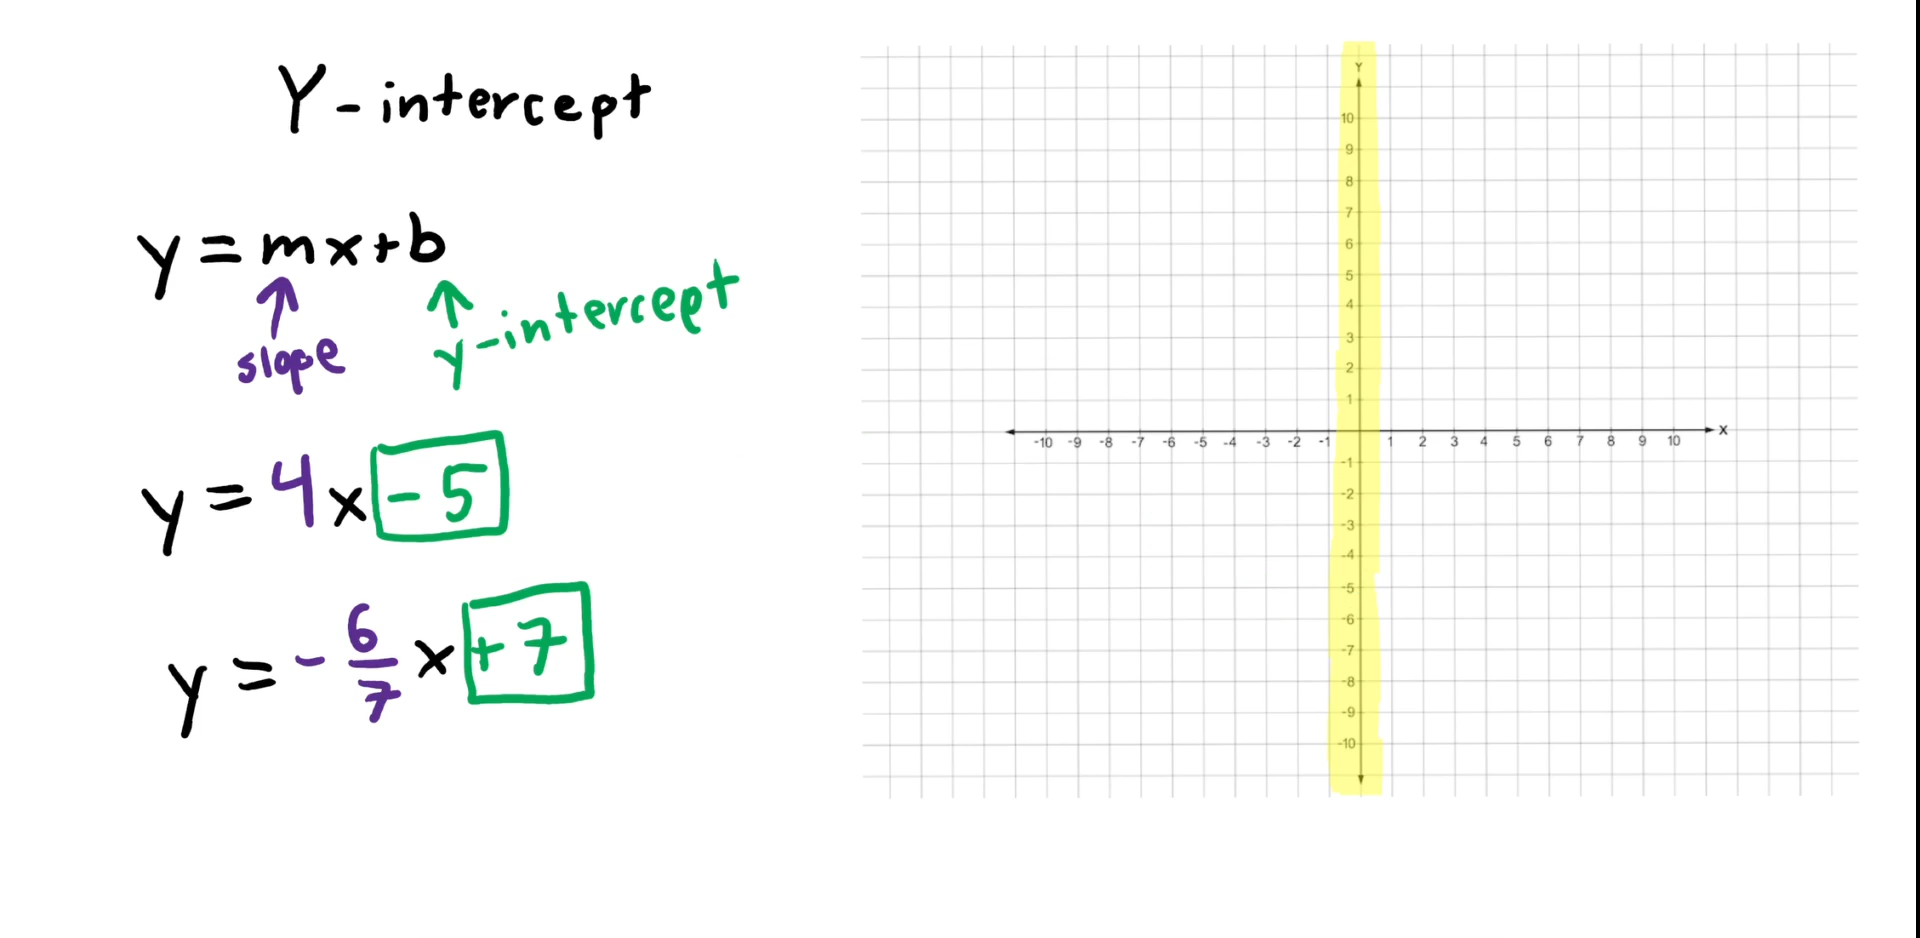 Y-intercept
y = mx+b
slope
y-intercept
y = 4x - 5
y = - 6/7 x + 7
Y
10
9
8
7
6
5
4
3
2
1
-10 -9 -8 -7 -6 -5 -4 -3 -2 -1 1 2 3 4 5 6 7 8 9 10 X
-1
-2
-3
-4
-5
-6
-7
-8
-9
-10